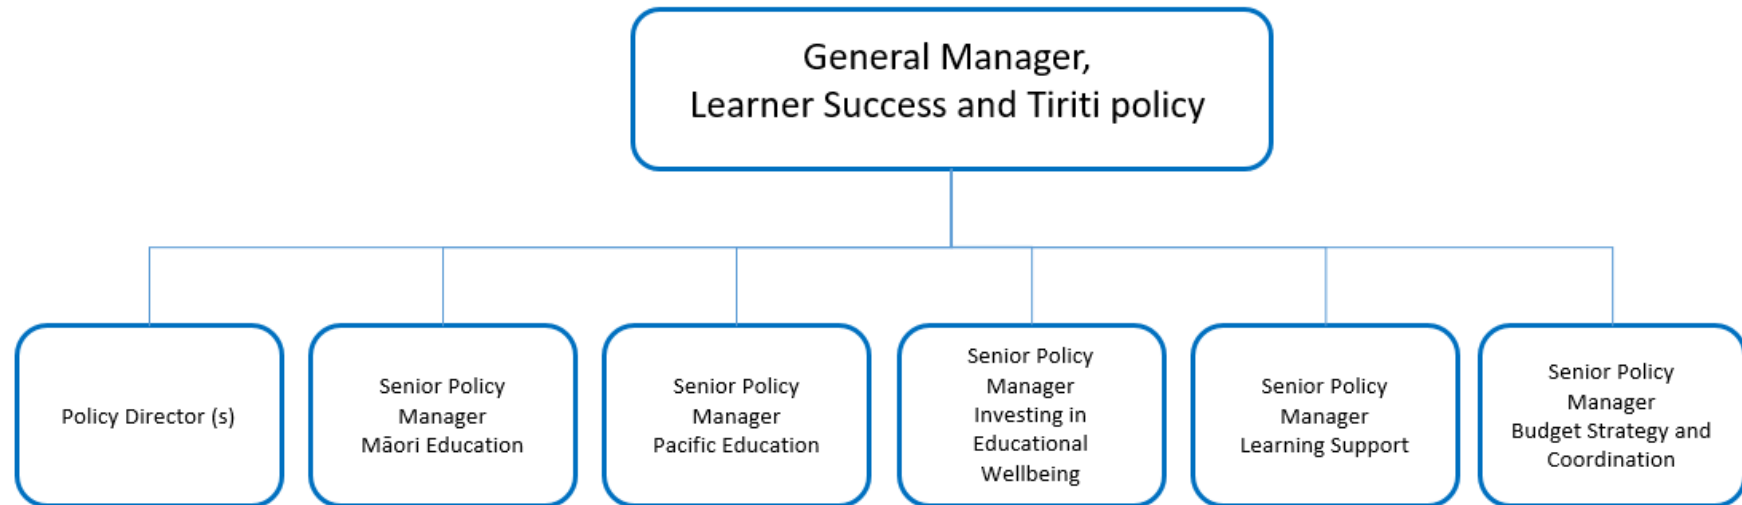 General Manager,
Learner Success and Tiriti policy
Policy Director (s)
Senior Policy
Manager
Māori Education
Senior Policy
Manager
Pacific Education
Senior Policy
Manager
Investing in
Educational
Wellbeing
Senior Policy
Manager
Learning Support
Senior Policy
Manager
Budget Strategy and
Coordination